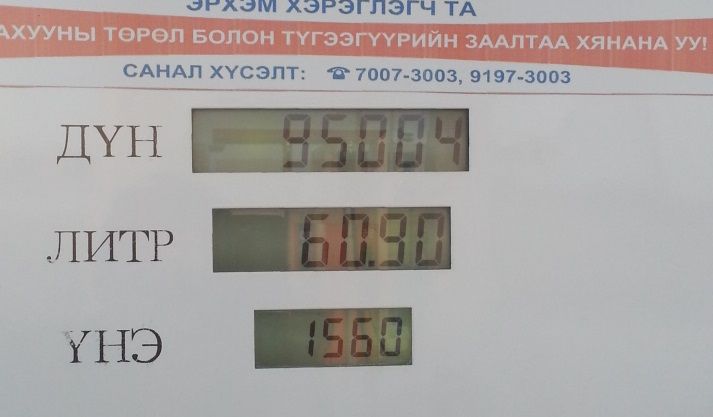 ЭРХЭМ ХЭРЭГЛЭГЧ ТА
АХУУНЫ ТӨРӨЛ БОЛОН ТҮГЭЭГҮҮРИЙН ЗААЛТАА ХЯНАНА УУ!
САНАЛ ХҮСЭЛТ: ☎ 7007-3003, 9197-3003
ДҮН 95004
ЛИТР 60.90
ҮНЭ 1560